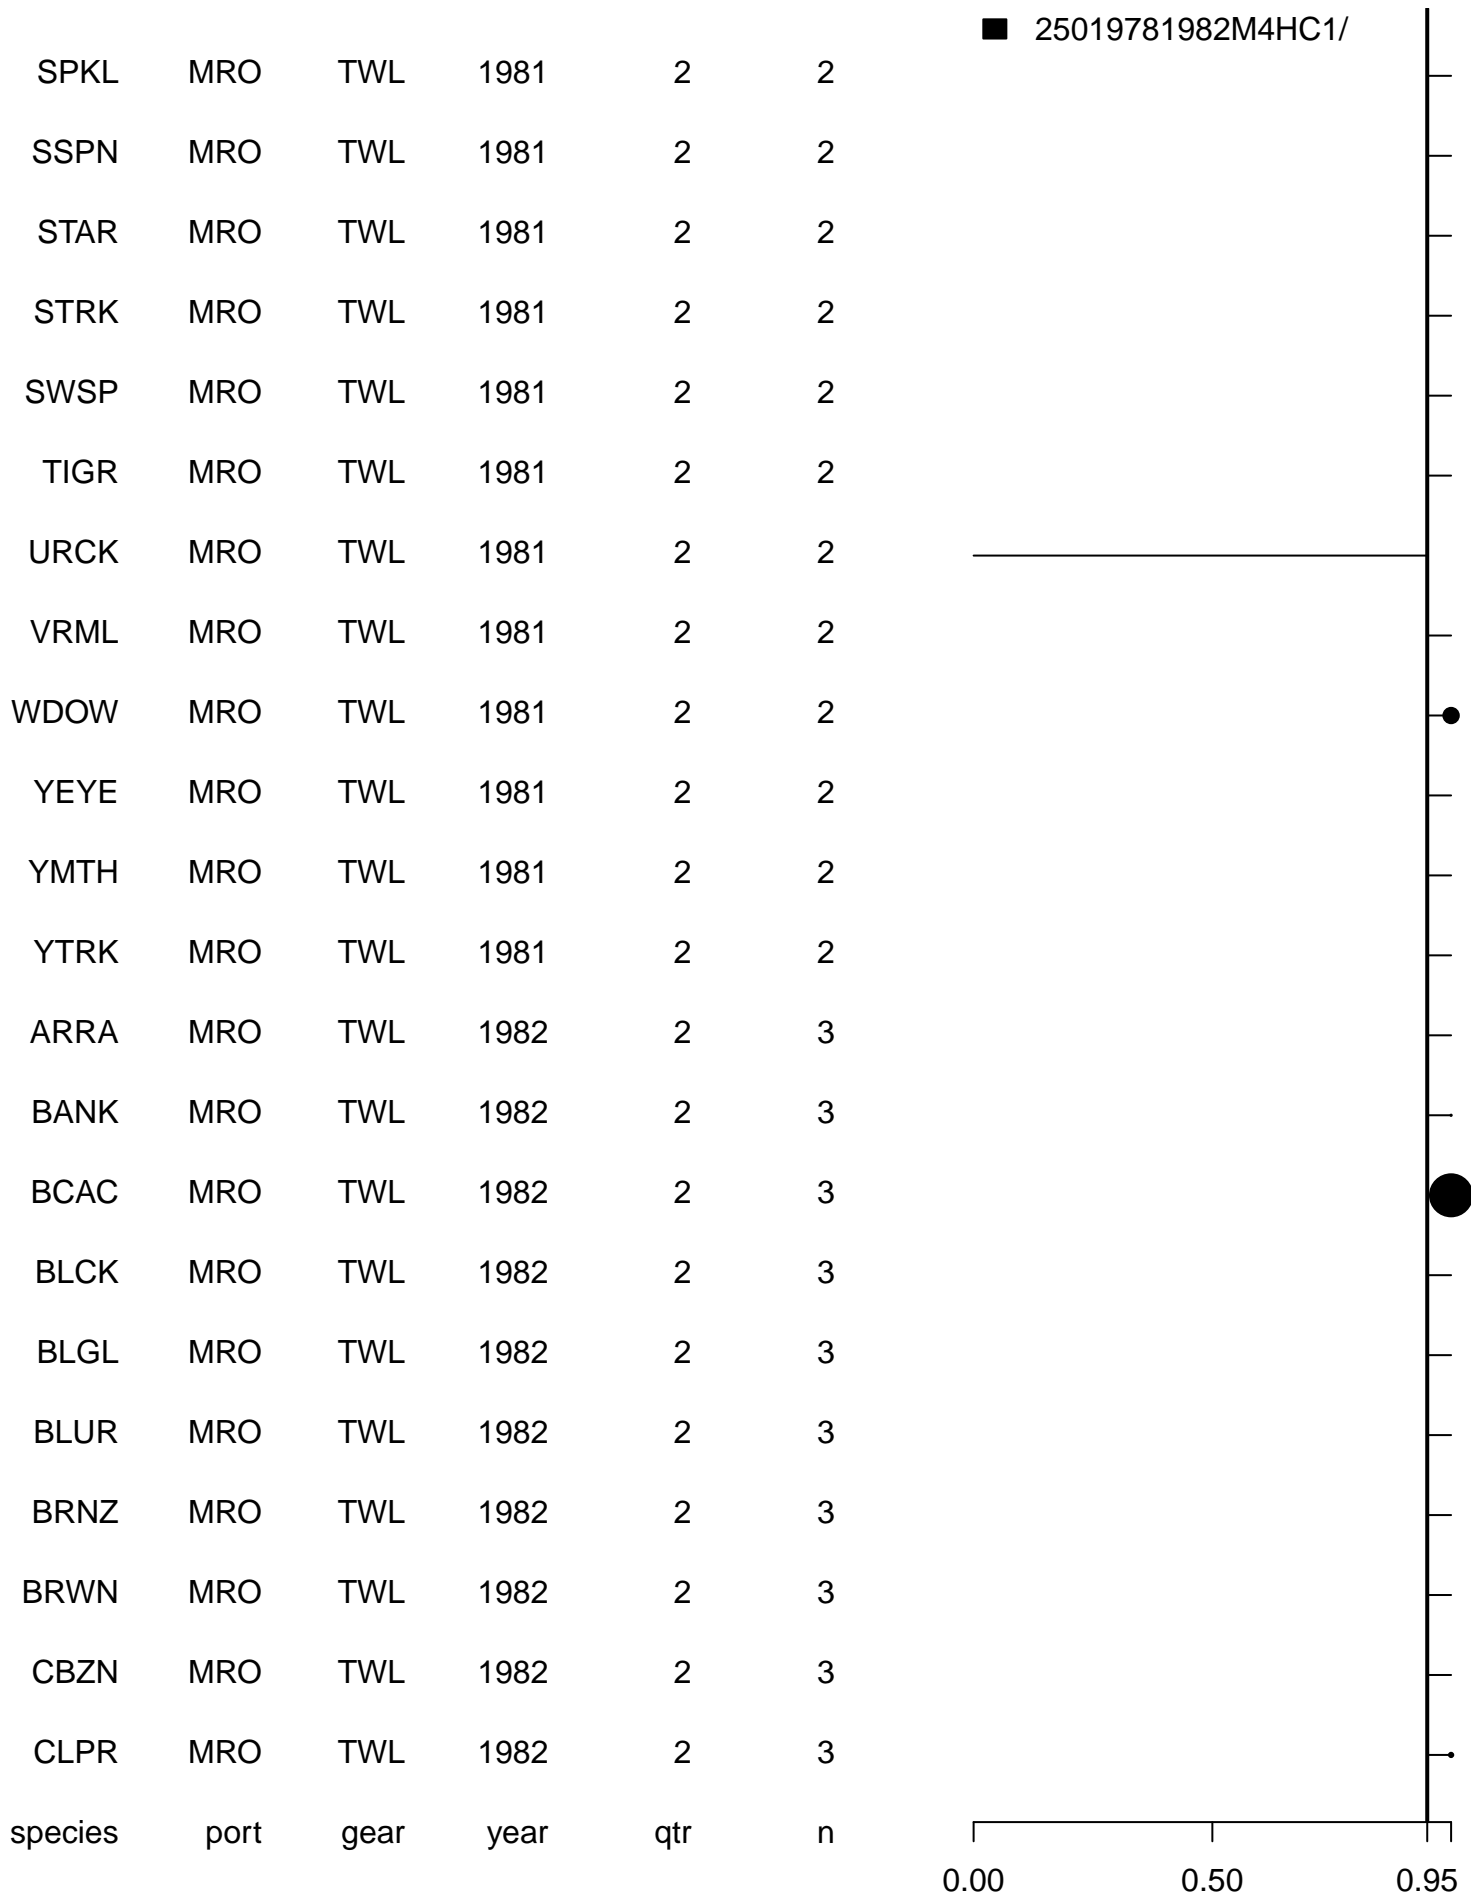 25019781982M4HC1/
SPKL MRO TWL 1981 2 2
SSPN MRO TWL 1981 2 2
STAR MRO TWL 1981 2 2
STRK MRO TWL 1981 2 2
SWSP MRO TWL 1981 2 2
TIGR MRO TWL 1981 2 2
URCK MRO TWL 1981 2 2
VRML MRO TWL 1981 2 2
WDOW MRO TWL 1981 2 2
YEYE MRO TWL 1981 2 2
YMTH MRO TWL 1981 2 2
YTRK MRO TWL 1981 2 2
ARRA MRO TWL 1982 2 3
BANK MRO TWL 1982 2 3
BCAC MRO TWL 1982 2 3
BLCK MRO TWL 1982 2 3
BLGL MRO TWL 1982 2 3
BLUR MRO TWL 1982 2 3
BRNZ MRO TWL 1982 2 3
BRWN MRO TWL 1982 2 3
CBZN MRO TWL 1982 2 3
CLPR MRO TWL 1982 2 3
species port gear year qtr n
0.00 0.50 0.95